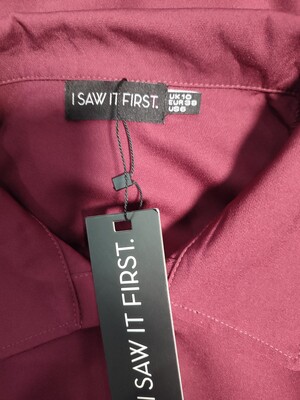 I SAW IT FIRST.
UK 10
EUR 38
US 6
I SAW IT FIRST.